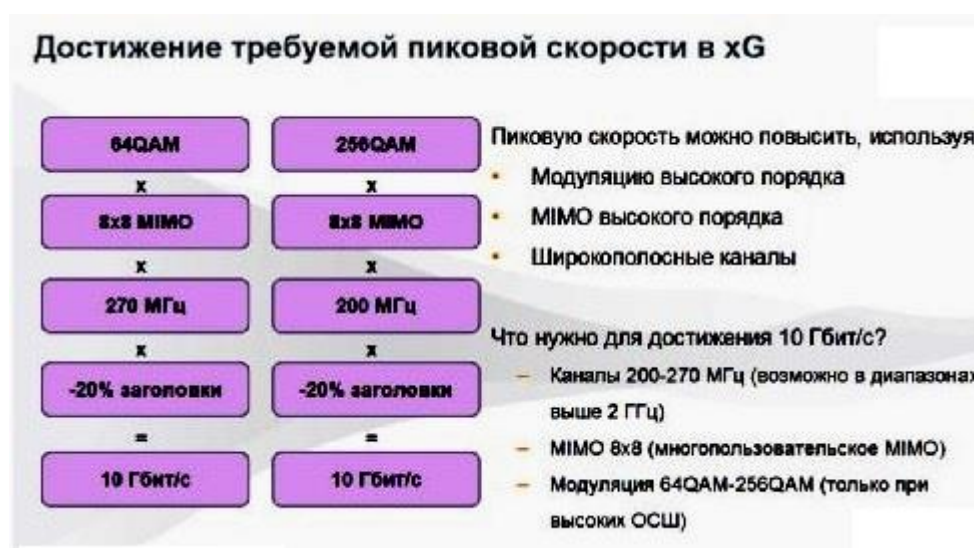 Достижение требуемой пиковой скорости в xG
64QAM
x
8x8 MIMO
x
270 МГц
x
-20% заголовки
=
10 Гбит/с
256QAM
x
8x8 MIMO
x
200 МГц
x
-20% заголовки
=
10 Гбит/с
Пиковую скорость можно повысить, используя
• Модуляцию высокого порядка
• MIMO высокого порядка
• Широкополосные каналы
Что нужно для достижения 10 Гбит/с?
– Каналы 200-270 МГц (возможно в диапазонах
выше 2 ГГц)
– MIMO 8x8 (многопользовательское MIMO)
– Модуляция 64QAM-256QAM (только при
высоких ОСШ)